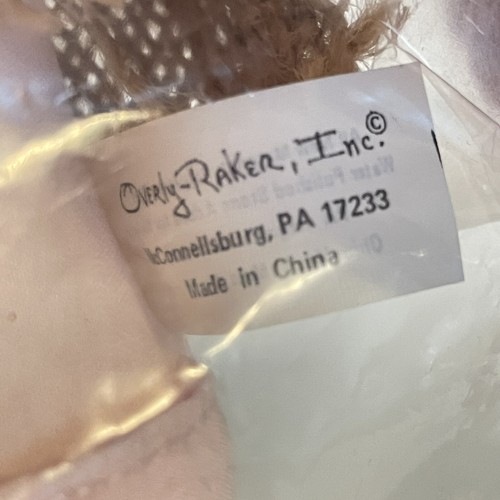 Overly-Raker, Inc.©
McConnellsburg, PA 17233
Made in China